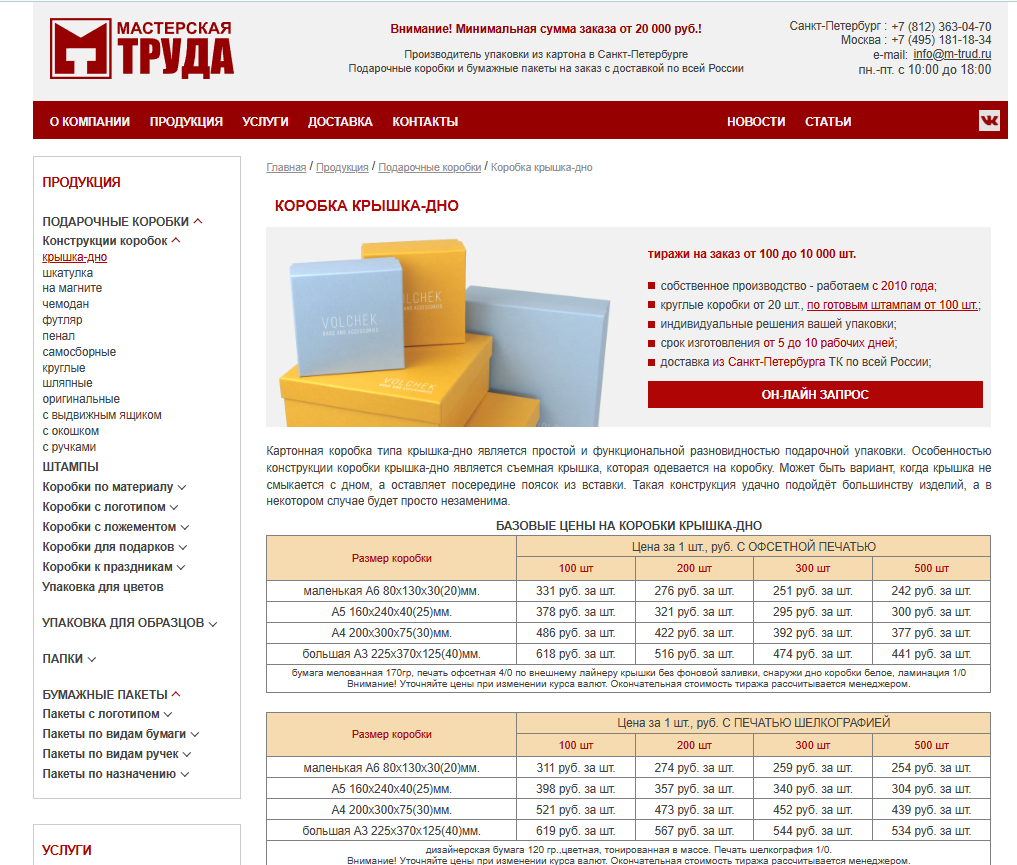 МАСТЕРСКАЯ
ТРУДА
Внимание! Минимальная сумма заказа от 20 000 руб.!
Производитель упаковки из картона в Санкт-Петербурге
Подарочные коробки и бумажные пакеты на заказ с доставкой по всей России
Санкт-Петербург : +7 (812) 363-04-70
Москва : +7 (495) 181-18-34
e-mail: info@m-trud.ru
пн.-пт. с 10:00 до 18:00
О КОМПАНИИ ПРОДУКЦИЯ УСЛУГИ ДОСТАВКА КОНТАКТЫ НОВОСТИ СТАТЬИ
ПРОДУКЦИЯ
ПОДАРОЧНЫЕ КОРОБКИ
Конструкции коробок
крышка-дно
шкатулка
на магните
чемодан
футляр
пенал
самосборные
круглые
шляпные
оригинальные
с выдвижным ящиком
с окошком
с ручками
ШТАМПЫ
Коробки по материалу
Коробки с логотипом
Коробки с ложементом
Коробки для подарков
Коробки к праздникам
Упаковка для цветов
УПАКОВКА ДЛЯ ОБРАЗЦОВ
ПАПКИ
БУМАЖНЫЕ ПАКЕТЫ
Пакеты с логотипом
Пакеты по видам бумаги
Пакеты по видам ручек
Пакеты по назначению
УСЛУГИ
Главная / Продукция / Подарочные коробки / Коробка крышка-дно
КОРОБКА КРЫШКА-ДНО
VOLCHEK
VOLCHEK
VOLCHEK
тиражи на заказ от 100 до 10 000 шт.
собственное производство - работаем с 2010 года;
круглые коробки от 20 шт., по готовым штампам от 100 шт.;
индивидуальные решения вашей упаковки;
срок изготовления от 5 до 10 рабочих дней;
доставка из Санкт-Петербурга ТК по всей России;
ОН-ЛАЙН ЗАПРОС
Картонная коробка типа крышка-дно является простой и функциональной разновидностью подарочной упаковки. Особенностью
конструкции коробки крышка-дно является съемная крышка, которая одевается на коробку. Может быть вариант, когда крышка не
смыкается с дном, а оставляет посередине поясок из вставки. Такая конструкция удачно подойдёт большинству изделий, а в
некотором случае будет просто незаменима.
БАЗОВЫЕ ЦЕНЫ НА КОРОБКИ КРЫШКА-ДНО
Размер коробки Цена за 1 шт., руб. С ОФСЕТНОЙ ПЕЧАТЬЮ
100 шт 200 шт 300 шт 500 шт
маленькая А6 80х130х30(20)мм. 331 руб. за шт. 276 руб. за шт. 251 руб. за шт. 242 руб. за шт.
А5 160х240х40(25)мм. 378 руб. за шт. 321 руб. за шт. 295 руб. за шт. 300 руб. за шт.
А4 200х300х75(30)мм. 486 руб. за шт. 422 руб. за шт. 392 руб. за шт. 377 руб. за шт.
большая А3 225х370х125(40)мм. 618 руб. за шт. 516 руб. за шт. 474 руб. за шт. 441 руб. за шт.
бумага мелованная 170гр, печать офсетная 4/0 по внешнему лайнеру крышки без фоновой заливки, снаружи дно коробки белое, ламинация 1/0
Внимание! Уточняйте цены при изменении курса валют. Окончательная стоимость тиража рассчитывается менеджером.
Размер коробки Цена за 1 шт., руб. С ПЕЧАТЬЮ ШЕЛКОГРАФИЕЙ
100 шт 200 шт 300 шт 500 шт
маленькая А6 80х130х30(20)мм. 311 руб. за шт. 274 руб. за шт. 259 руб. за шт. 254 руб. за шт.
А5 160х240х40(25)мм. 398 руб. за шт. 357 руб. за шт. 340 руб. за шт. 304 руб. за шт.
А4 200х300х75(30)мм. 521 руб. за шт. 473 руб. за шт. 452 руб. за шт. 439 руб. за шт.
большая А3 225х370х125(40)мм. 619 руб. за шт. 567 руб. за шт. 544 руб. за шт. 534 руб. за шт.
дизайнерская бумага 120 гр.,цветная, тонированная в массе. Печать шелкография 1/0.
Внимание! Уточняйте цены при изменении курса валют. Окончательная стоимость тиража рассчитывается менеджером.